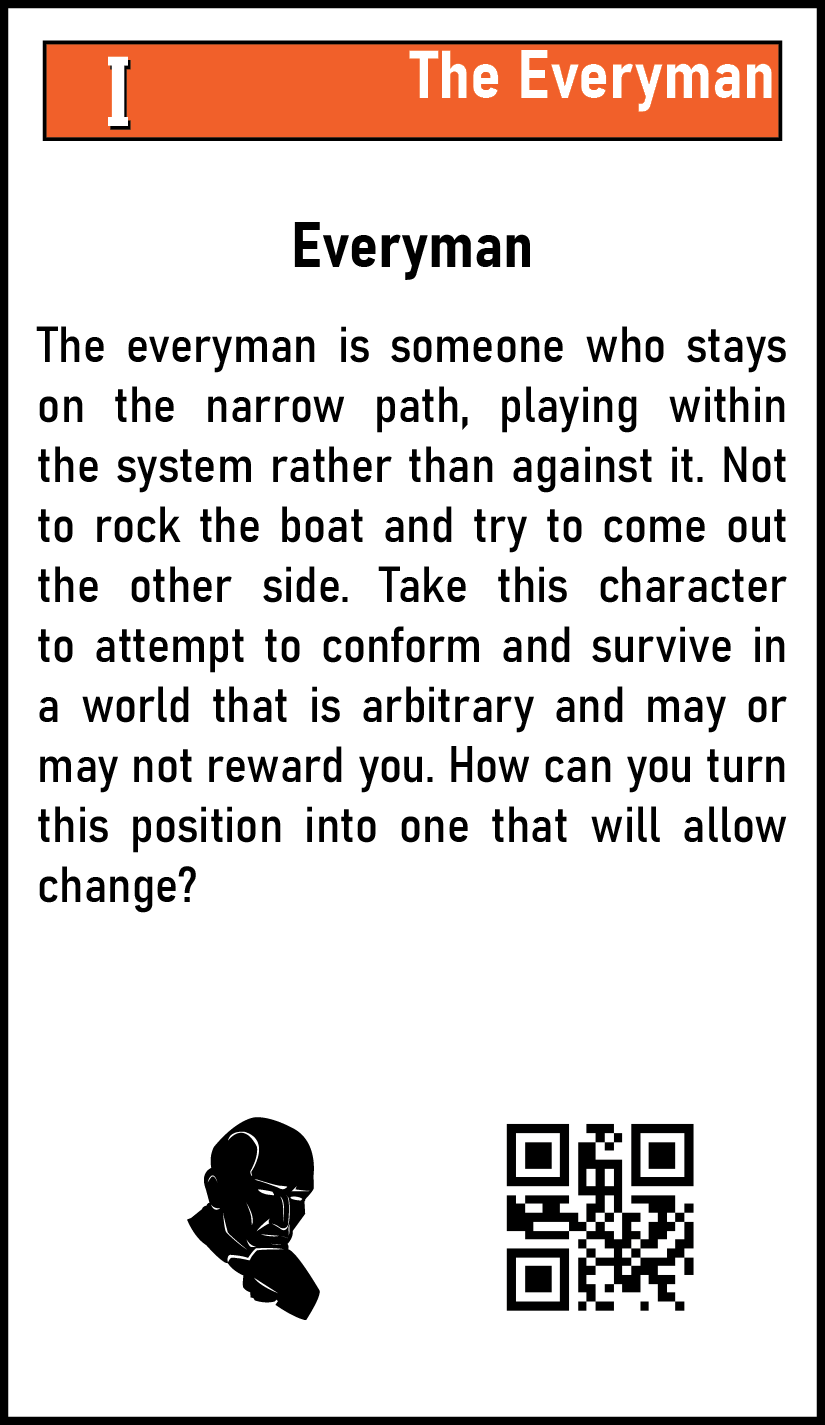 I
The Everyman
Everyman
The everyman is someone who stays
on the narrow path, playing within
the system rather than against it. Not
to rock the boat and try to come out
the other side. Take this character
to attempt to conform and survive in
a world that is arbitrary and may or
may not reward you. How can you turn
this position into one that will allow
change?